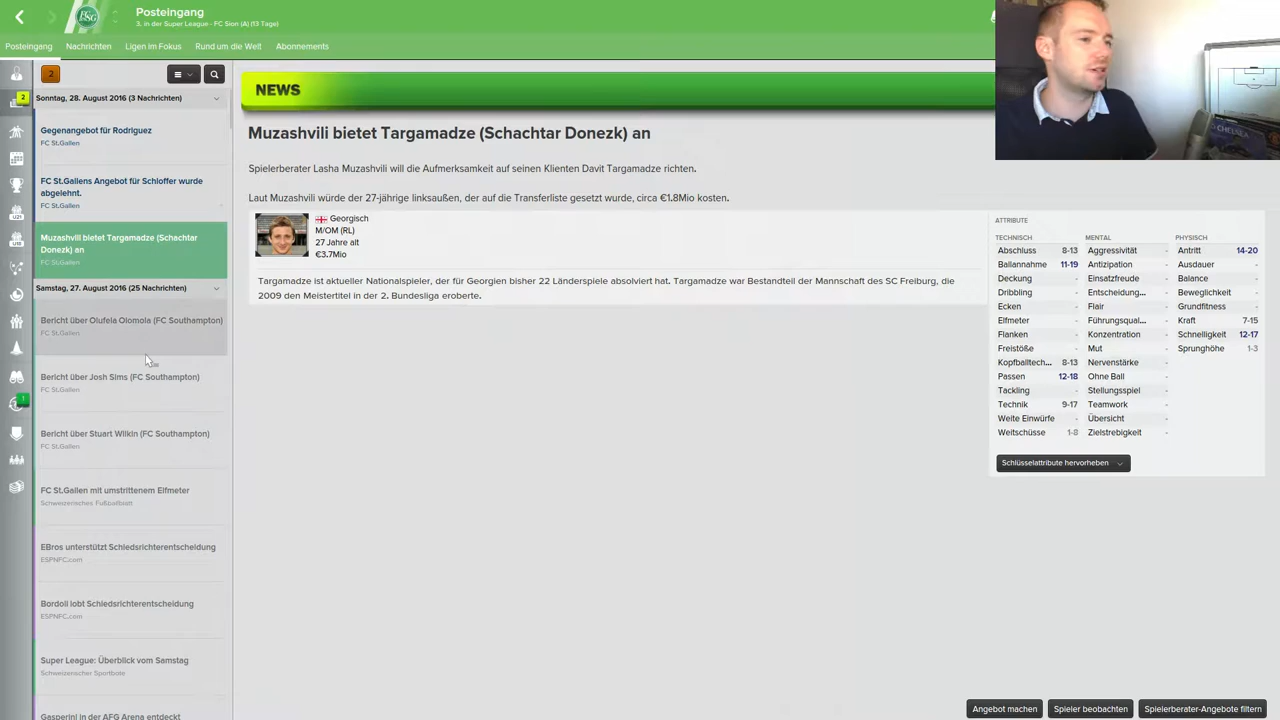 Posteingang
3. in der Super League - FC Sion (A) (13 Tage)
Posteingang
Nachrichten
Ligen im Fokus
Rund um die Welt
Abonnements
2
2
1
Sonntag, 28. August 2016 (3 Nachrichten)
Gegenangebot für Rodriguez
FC St.Gallen
FC St.Gallens Angebot für Schloffer wurde
abgelehnt.
FC St.Gallen
Muzashvili bietet Targamadze (Schachtar
Donezk) an
FC St.Gallen
Samstag, 27. August 2016 (25 Nachrichten)
Bericht über Olufela Olomola (FC Southampton)
FC St.Gallen
Bericht über Josh Sims (FC Southampton)
FC St.Gallen
Bericht über Stuart Wilkin (FC Southampton)
FC St.Gallen
FC St.Gallen mit umstrittenem Elfmeter
Schweizerisches Fußballblatt
EBros unterstützt Schiedsrichterentscheidung
ESPNFC.com
Bordoli lobt Schiedsrichterentscheidung
ESPNFC.com
Super League: Überblick vom Samstag
Schweizerischer Sportbote
Gasperini in der AFG Arena entdeckt
NEWS
Muzashvili bietet Targamadze (Schachtar Donezk) an
Spielerberater Lasha Muzashvili will die Aufmerksamkeit auf seinen Klienten Davit Targamadze richten.
Laut Muzashvili würde der 27-jährige linksaußen, der auf die Transferliste gesetzt wurde, circa €1.8Mio kosten.
Georgisch
M/OM (RL)
27 Jahre alt
€3.7Mio
Targamadze ist aktueller Nationalspieler, der für Georgien bisher 22 Länderspiele absolviert hat. Targamadze war Bestandteil der Mannschaft des SC Freiburg, die
2009 den Meistertitel in der 2. Bundesliga eroberte.
ATTRIBUTE
TECHNISCH MENTAL PHYSISCH
Abschluss 8-13 Aggressivität - Antritt 14-20
Ballannahme 11-19 Antizipation - Ausdauer -
Deckung - Einsatzfreude - Balance -
Dribbling - Entscheidung... - Beweglichkeit -
Ecken - Flair - Grundfitness -
Elfmeter - Führungsqual... - Kraft 7-15
Flanken - Konzentration - Schnelligkeit 12-17
Freistöße - Mut - Sprunghöhe 1-3
Kopfballtech... 8-13 Nervenstärke -
Passen 12-18 Ohne Ball -
Tackling - Stellungsspiel -
Technik 9-17 Teamwork -
Weite Einwürfe - Übersicht -
Weitschüsse 1-8 Zielstrebigkeit -
Schlüsselattribute hervorheben
Angebot machen
Spieler beobachten
Spielerberater-Angebote filtern